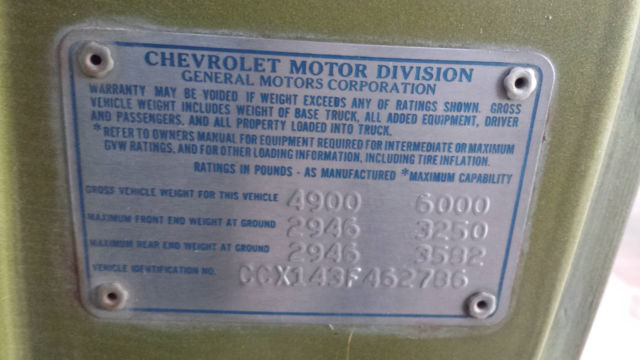 CHEVROLET MOTOR DIVISION
GENERAL MOTORS CORPORATION
WARRANTY MAY BE VOIDED IF WEIGHT EXCEEDS ANY OF RATINGS SHOWN. GROSS
VEHICLE WEIGHT INCLUDES WEIGHT OF BASE TRUCK, ALL ADDED EQUIPMENT, DRIVER
AND PASSENGERS, AND ALL PROPERTY LOADED INTO TRUCK.
*REFER TO OWNERS MANUAL FOR EQUIPMENT REQUIRED FOR INTERMEDIATE OR MAXIMUM
GVW RATINGS, AND FOR OTHER LOADING INFORMATION, INCLUDING TIRE INFLATION.
RATINGS IN POUNDS - AS MANUFACTURED *MAXIMUM CAPABILITY
GROSS VEHICLE WEIGHT FOR THIS VEHICLE 4900 6000
MAXIMUM FRONT END WEIGHT AT GROUND 2946 3250
MAXIMUM REAR END WEIGHT AT GROUND 2946 3582
VEHICLE IDENTIFICATION NO. CCX143F462786